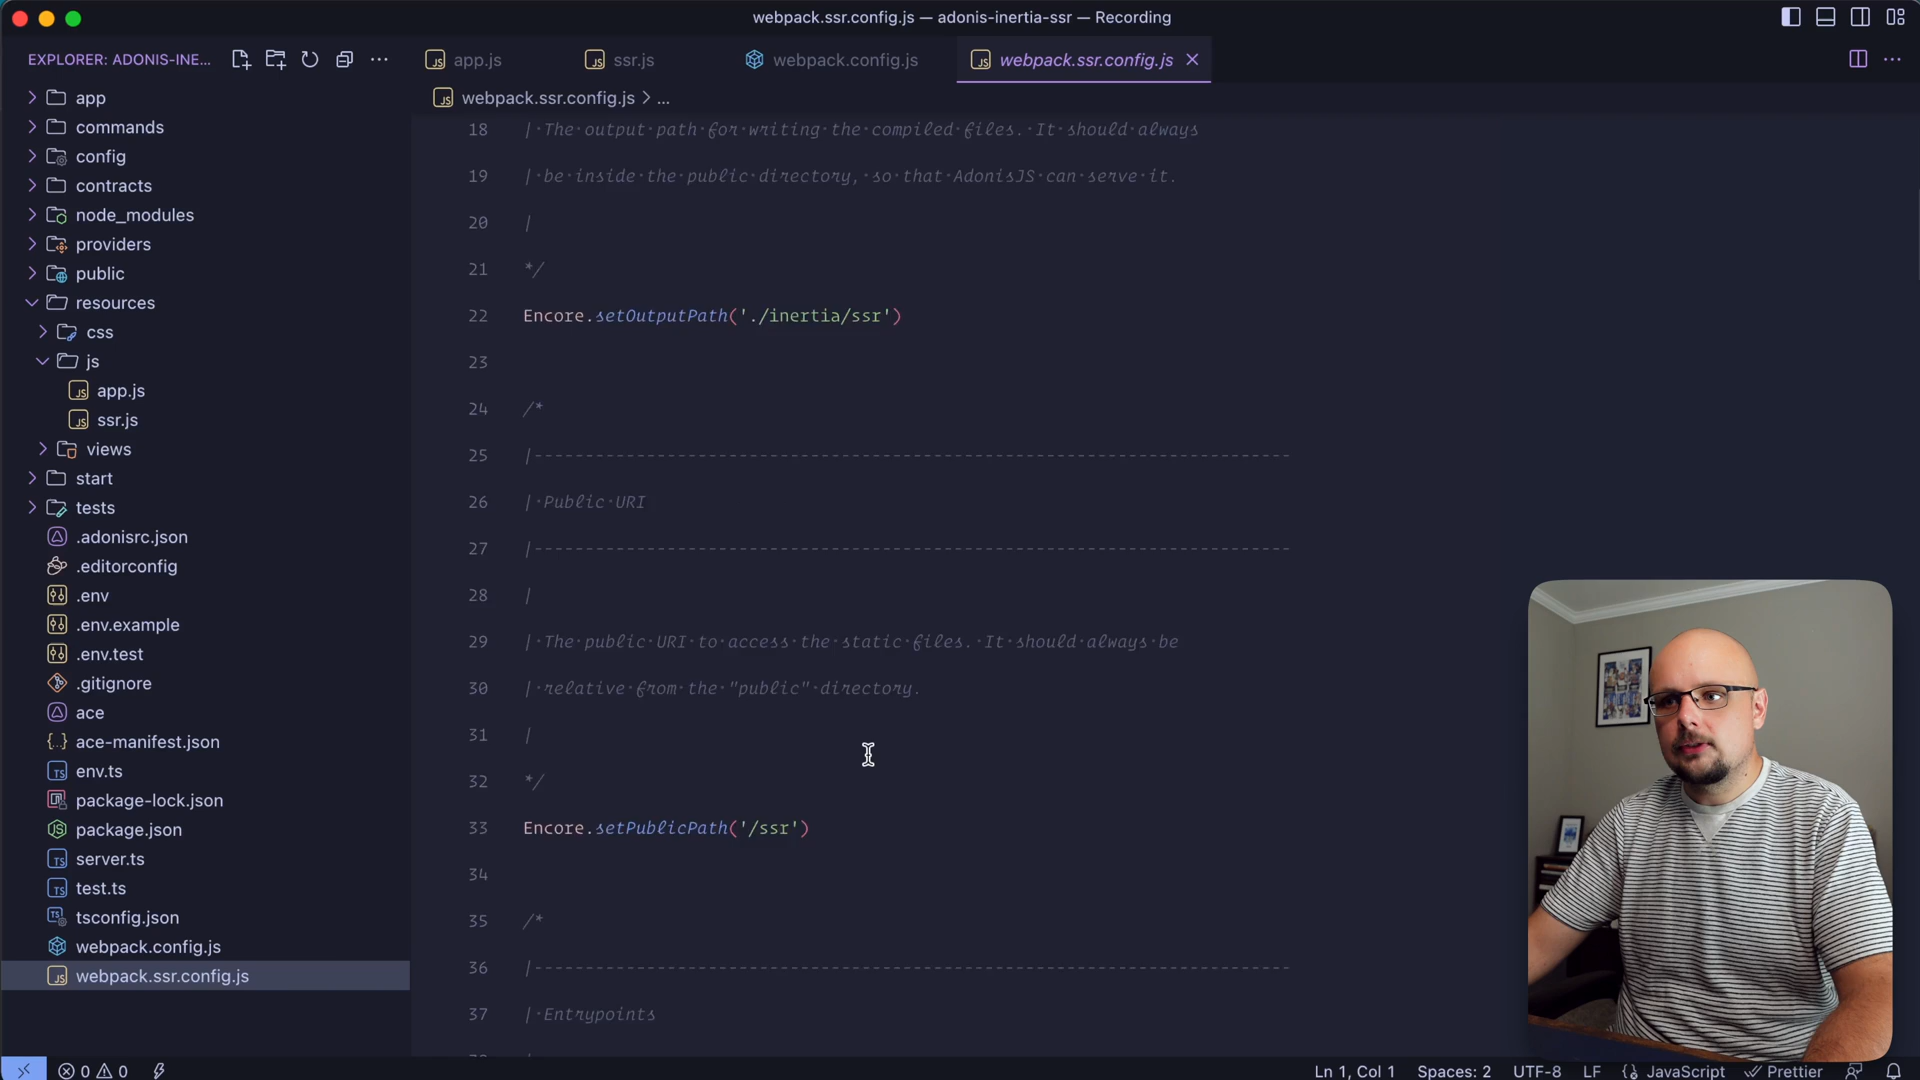 webpack.ssr.config.js — adonis-inertia-ssr — Recording
EXPLORER: ADONIS-INE...
app
commands
config
contracts
node_modules
providers
public
resources
css
js
app.js
ssr.js
views
start
tests
.adonisrc.json
.editorconfig
.env
.env.example
.env.test
.gitignore
ace
ace-manifest.json
env.ts
package-lock.json
package.json
server.ts
test.ts
tsconfig.json
webpack.config.js
webpack.ssr.config.js
app.js ssr.js webpack.config.js webpack.ssr.config.js
webpack.ssr.config.js > ...
18 | The output path for writing the compiled files. It should always
19 | be inside the public directory, so that AdonisJS can serve it.
20 |
21 */
22 Encore.setOutputPath('./inertia/ssr')
23
24 /*
25 |--------------------------------------------------------------------------
26 | Public URI
27 |--------------------------------------------------------------------------
28 |
29 | The public URI to access the static files. It should always be
30 | relative from the "public" directory.
31 |
32 */
33 Encore.setPublicPath('/ssr')
34
35 /*
36 |--------------------------------------------------------------------------
37 | Entrypoints
0 0 Ln 1, Col 1 Spaces: 2 UTF-8 LF JavaScript Prettier